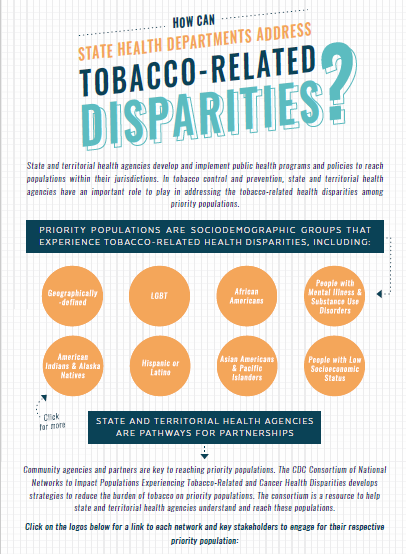 HOW CAN
STATE HEALTH DEPARTMENTS ADDRESS
TOBACCO-RELATED
DISPARITIES?
State and territorial health agencies develop and implement public health programs and policies to reach
populations within their jurisdictions. In tobacco control and prevention, state and territorial health
agencies have an important role to play in addressing the tobacco-related health disparities among
priority populations.
PRIORITY POPULATIONS ARE SOCIODEMOGRAPHIC GROUPS THAT
EXPERIENCE TOBACCO-RELATED HEALTH DISPARITIES, INCLUDING:
Geographically
-defined
LGBT
African
Americans
People with
Mental Illness &
Substance Use
Disorders
American
Indians & Alaska
Natives
Hispanic or
Latino
Asian Americans
& Pacific
Islanders
People with Low
Socioeconomic
Status
Click
for more
STATE AND TERRITORIAL HEALTH AGENCIES
ARE PATHWAYS FOR PARTNERSHIPS
Community agencies and partners are key to reaching priority populations. The CDC Consortium of National
Networks to Impact Populations Experiencing Tobacco-Related and Cancer Health Disparities develops
strategies to reduce the burden of tobacco on priority populations. The consortium is a resource to help
state and territorial health agencies understand and reach these populations.
Click on the logos below for a link to each network and key stakeholders to engage for their respective
priority population: